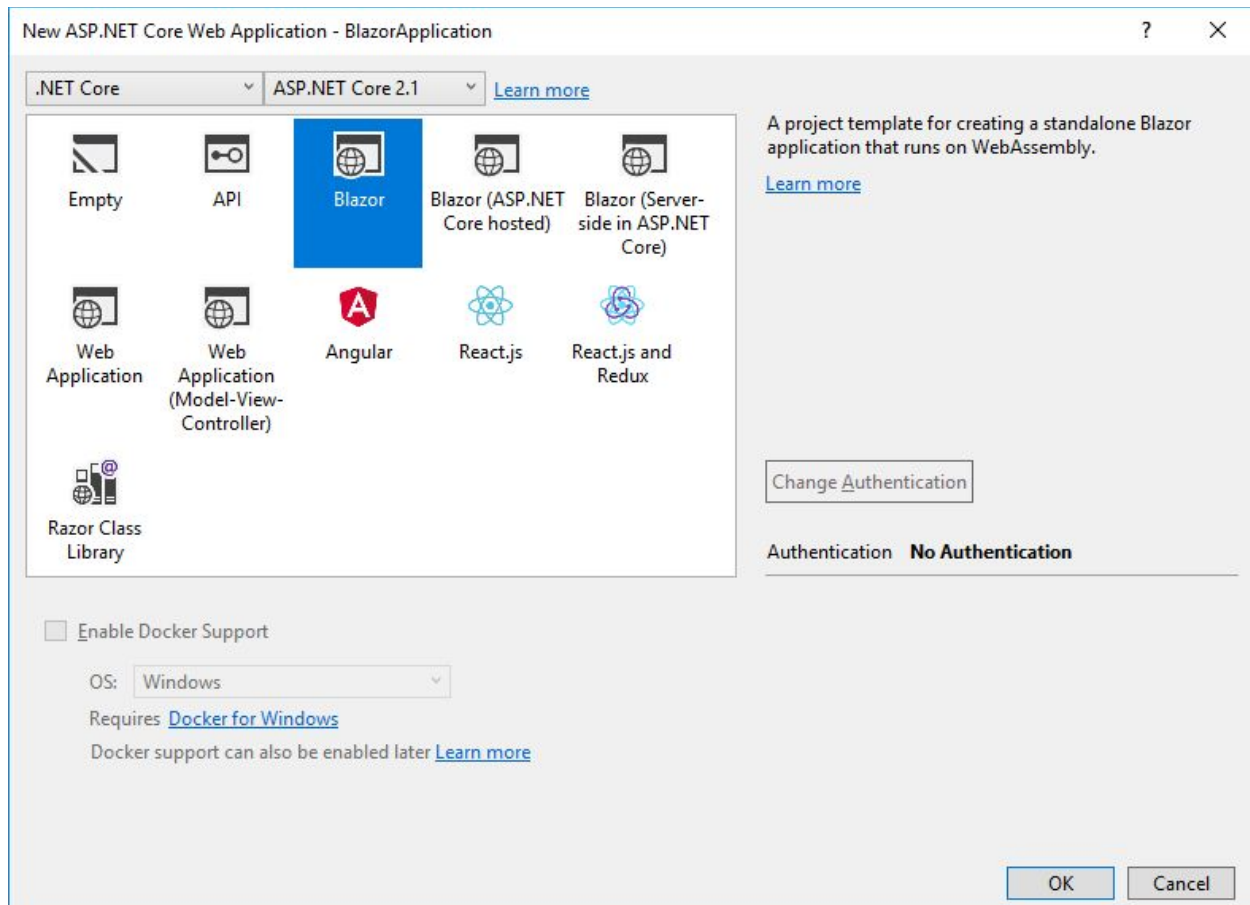 New ASP.NET Core Web Application - BlazorApplication
? X
.NET Core
ASP.NET Core 2.1
Learn more
Empty
API
Blazor
Blazor (ASP.NET
Core hosted)
Blazor (Server-
side in ASP.NET
Core)
Web
Application
Web
Application
(Model-View-
Controller)
Angular
React.js
React.js and
Redux
Razor Class
Library
A project template for creating a standalone Blazor
application that runs on WebAssembly.
Learn more
Change Authentication
Authentication No Authentication
Enable Docker Support
OS: Windows
Requires Docker for Windows
Docker support can also be enabled later Learn more
OK
Cancel